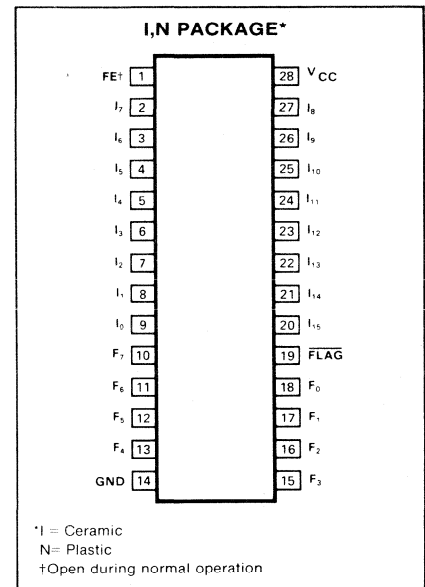 I,N PACKAGE*
FE† 1 28 VCC
I7 2 27 I8
I6 3 26 I9
I5 4 25 I10
I4 5 24 I11
I3 6 23 I12
I2 7 22 I13
I1 8 21 I14
I0 9 20 I15
F7 10 19 FLAG
F6 11 18 F0
F5 12 17 F1
F4 13 16 F2
GND 14 15 F3
*I = Ceramic
N= Plastic
†Open during normal operation